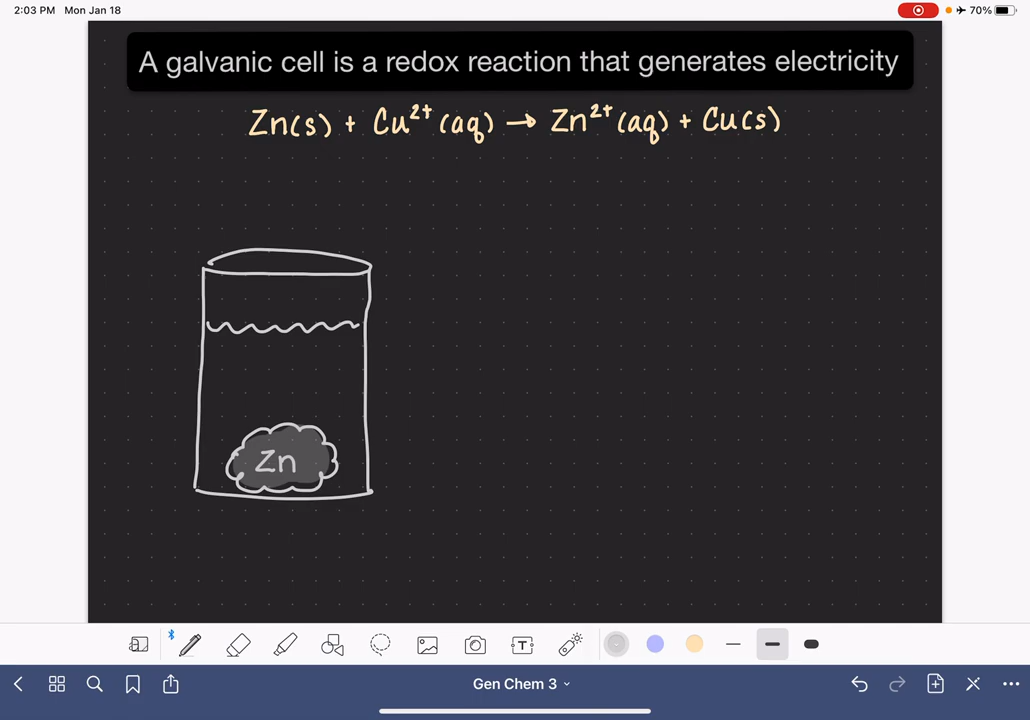 2:03 PM Mon Jan 18
70%
A galvanic cell is a redox reaction that generates electricity
Zn(s) + Cu²⁺(aq) → Zn²⁺(aq) + Cu(s)
Zn
T
Gen Chem 3